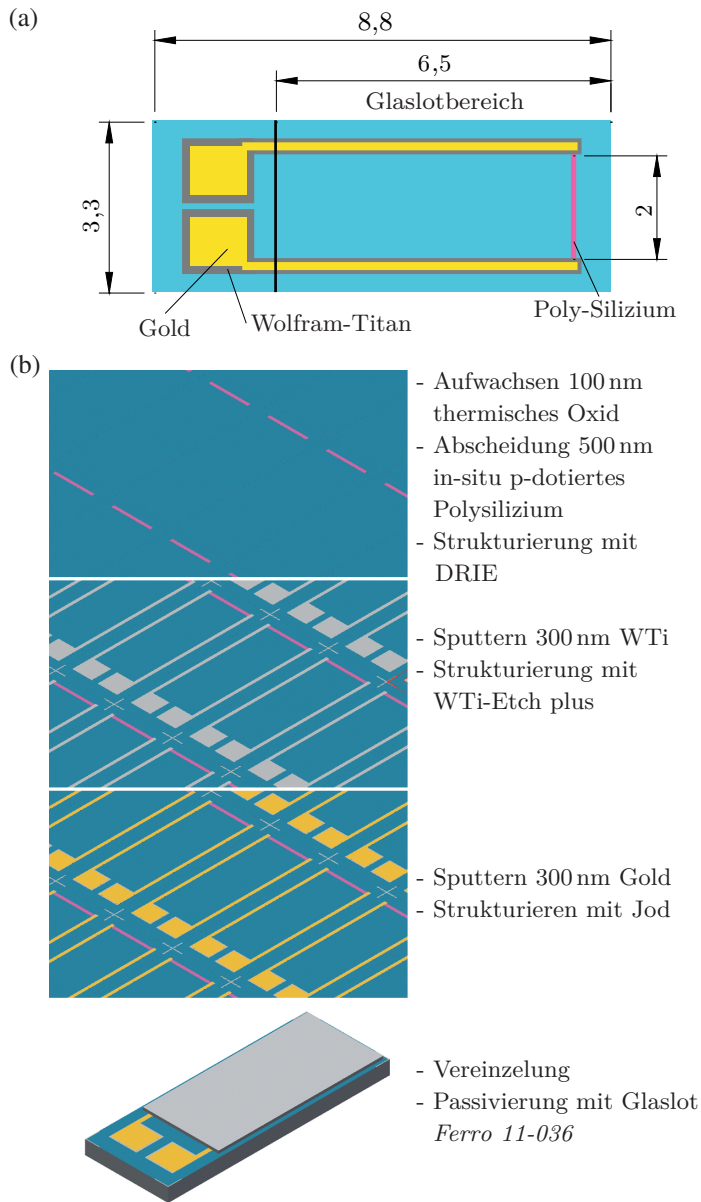 (a)
8,8
6,5
Glaslotbereich
3,3
2
Gold
Wolfram-Titan
Poly-Silizium
(b)
- Aufwachsen 100 nm
thermisches Oxid
- Abscheidung 500 nm
in-situ p-dotiertes
Polysilizium
- Strukturierung mit
DRIE
- Sputtern 300 nm WTi
- Strukturierung mit
WTi-Etch plus
- Sputtern 300 nm Gold
- Strukturieren mit Jod
- Vereinzelung
- Passivierung mit Glaslot
Ferro 11-036